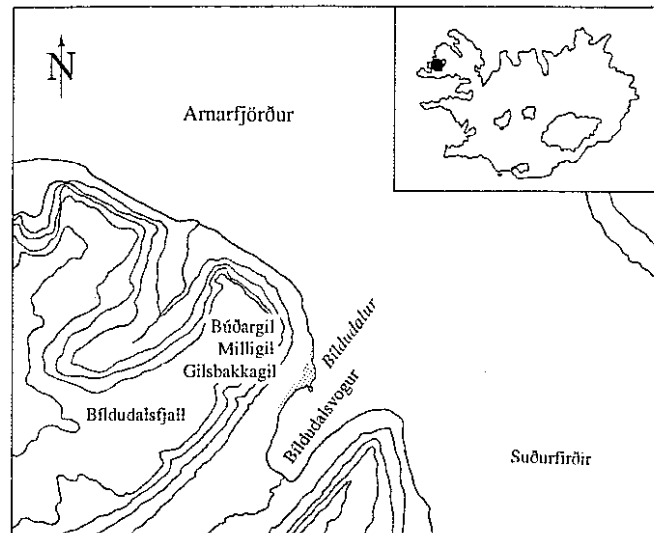 N
Arnarfjörður
Búðargil
Milligil
Gilsbakkagil
Bíldudalsfjall
Bíldudalur
Bíldudalsvogur
Suðurfirðir